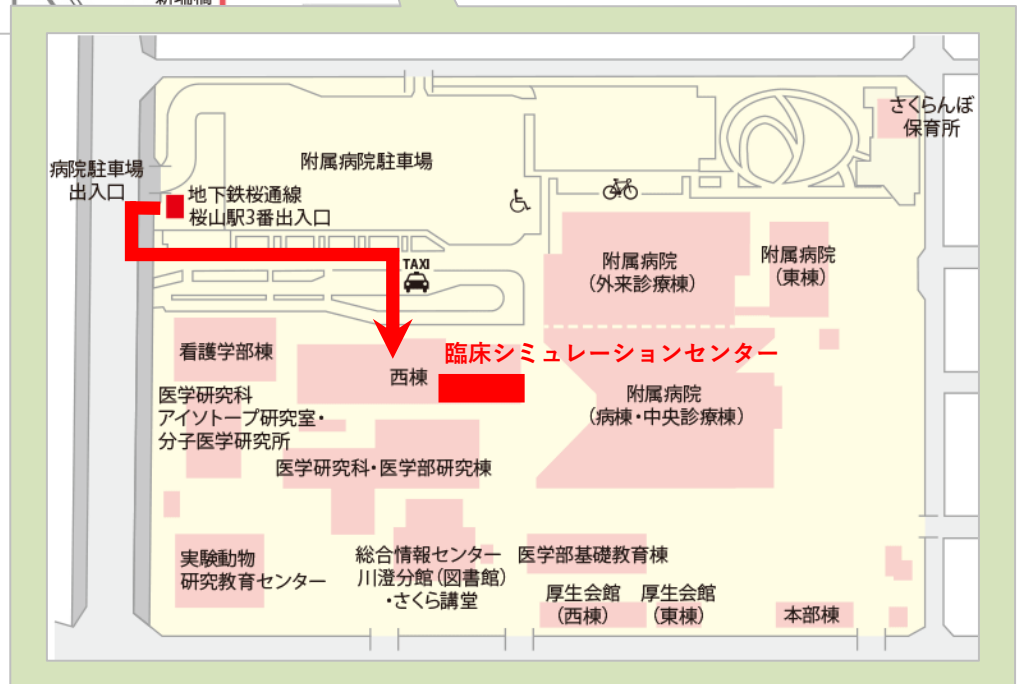 新瑞橋
さくらんぼ
保育所
病院駐車場
出入口
附属病院駐車場
地下鉄桜通線
桜山駅3番出入口
TAXI
附属病院
（外来診療棟）
附属病院
（東棟）
看護学部棟
臨床シミュレーションセンター
西棟
医学研究科
アイソトープ研究室・
分子医学研究所
附属病院
（病棟・中央診療棟）
医学研究科・医学部研究棟
実験動物
研究教育センター
総合情報センター
川澄分館（図書館）
・さくら講堂
医学部基礎教育棟
厚生会館
（西棟）
厚生会館
（東棟）
本部棟